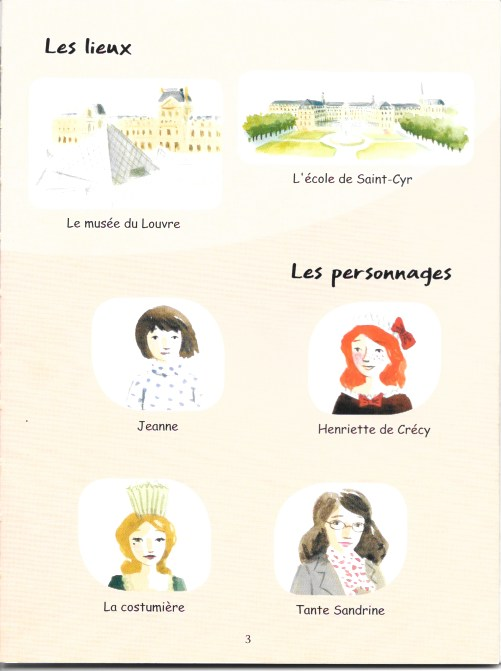 Les lieux
L'école de Saint-Cyr
Le musée du Louvre
Les personnages
Jeanne
Henriette de Crécy
La costumière
Tante Sandrine
3